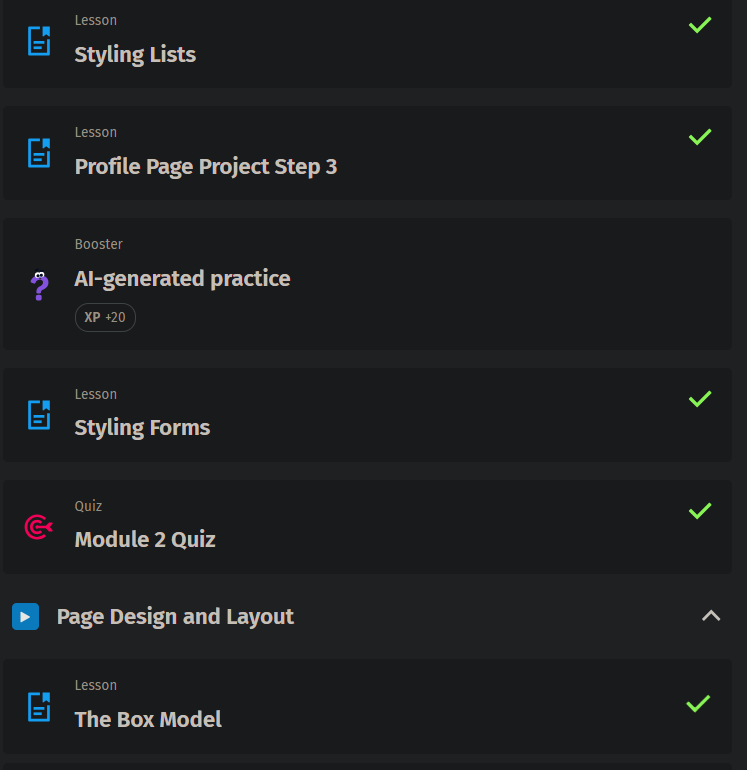 Lesson
Styling Lists
Lesson
Profile Page Project Step 3
Booster
AI-generated practice
XP +20
Lesson
Styling Forms
Quiz
Module 2 Quiz
Page Design and Layout
Lesson
The Box Model